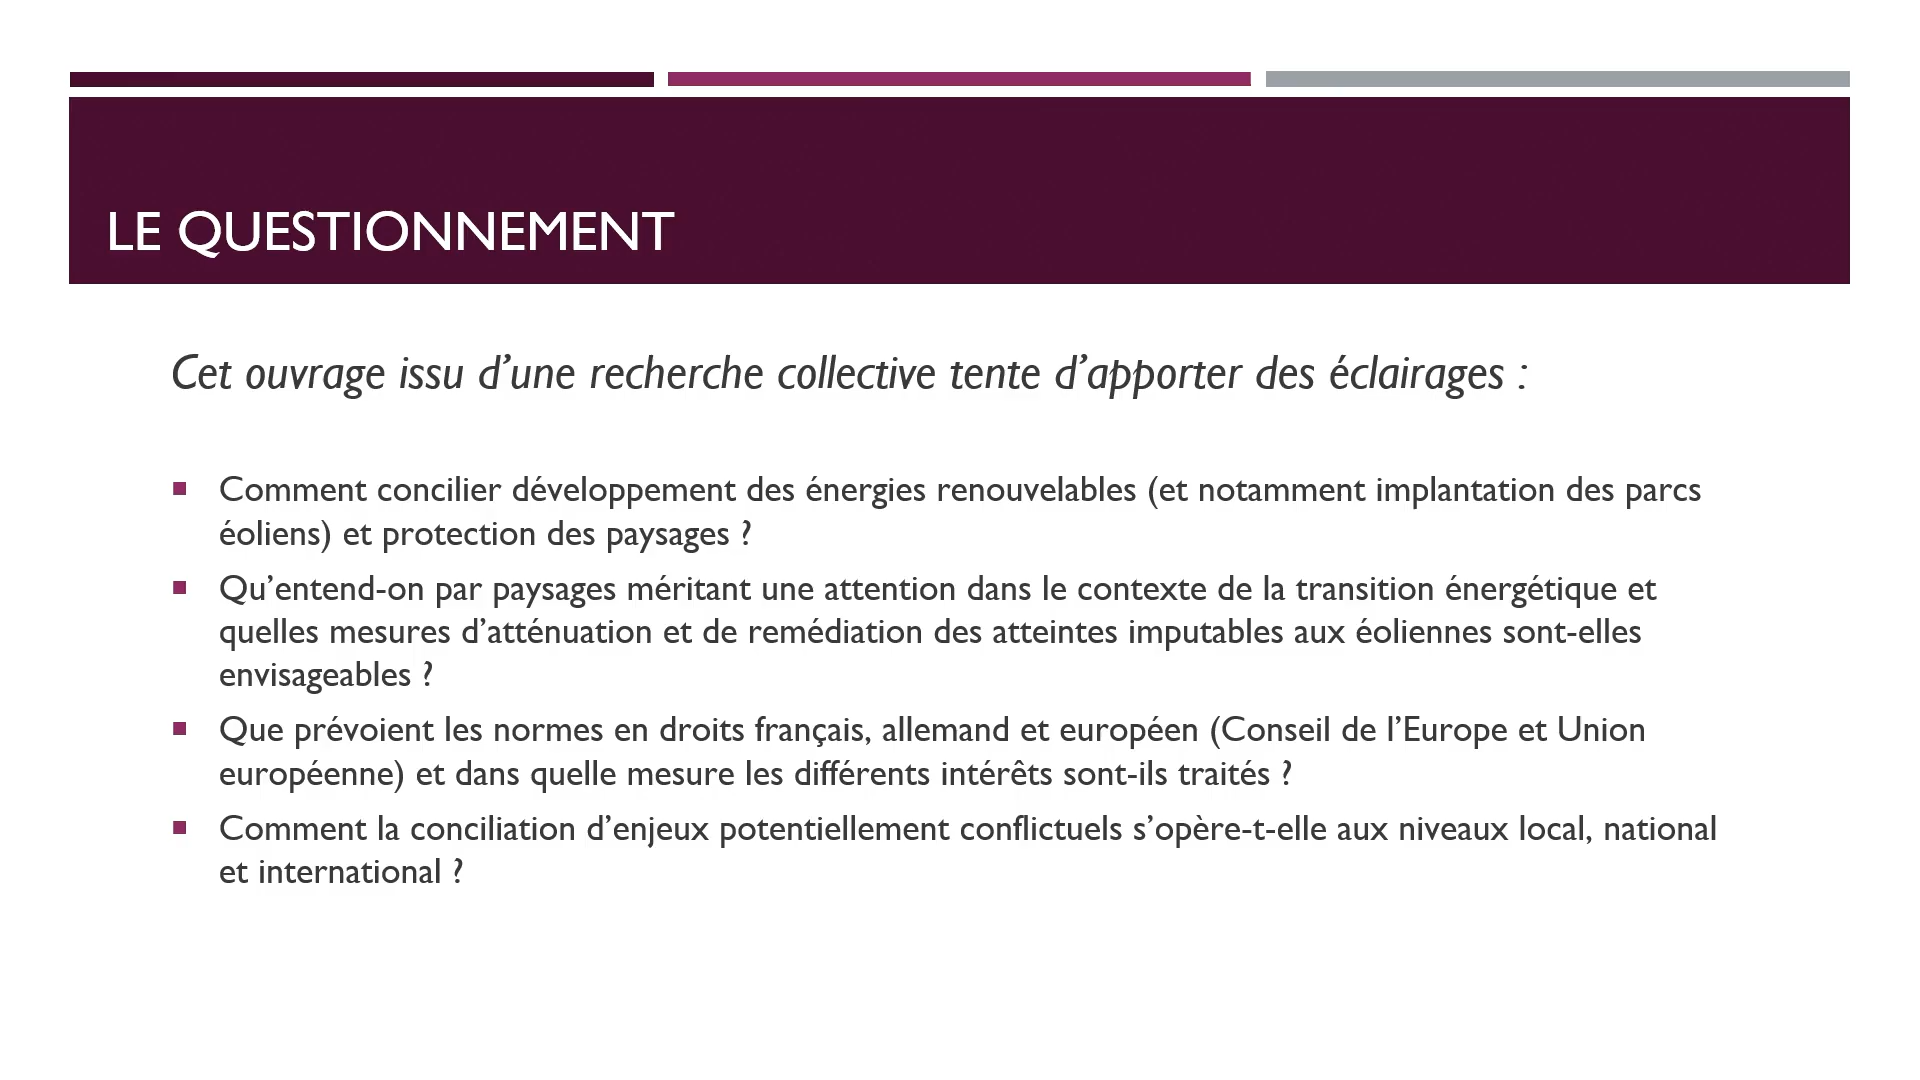 LE QUESTIONNEMENT
Cet ouvrage issu d’une recherche collective tente d’apporter des éclairages :
Comment concilier développement des énergies renouvelables (et notamment implantation des parcs
éoliens) et protection des paysages ?
Qu’entend-on par paysages méritant une attention dans le contexte de la transition énergétique et
quelles mesures d’atténuation et de remédiation des atteintes imputables aux éoliennes sont-elles
envisageables ?
Que prévoient les normes en droits français, allemand et européen (Conseil de l’Europe et Union
européenne) et dans quelle mesure les différents intérêts sont-ils traités ?
Comment la conciliation d’enjeux potentiellement conflictuels s’opère-t-elle aux niveaux local, national
et international ?